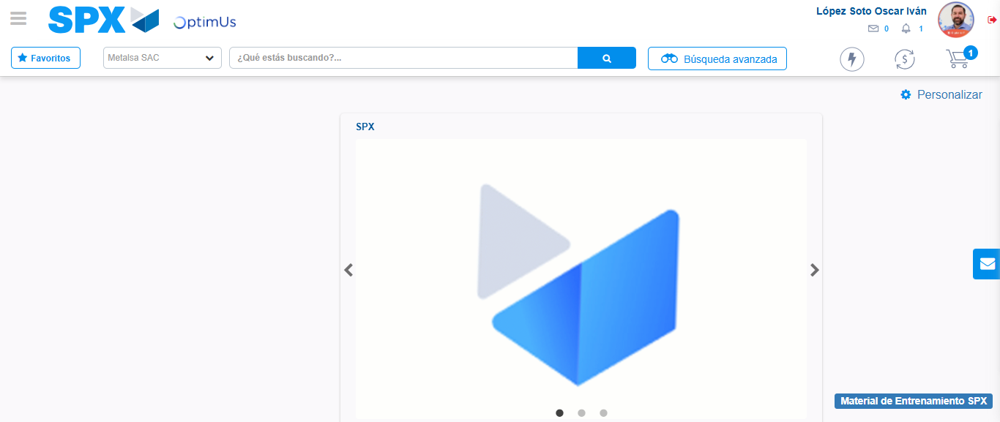 SPX
OptimUs
López Soto Oscar Iván
0
1
Favoritos
Metalsa SAC
¿Qué estás buscando?...
Búsqueda avanzada
$
1
Personalizar
SPX
Material de Entrenamiento SPX